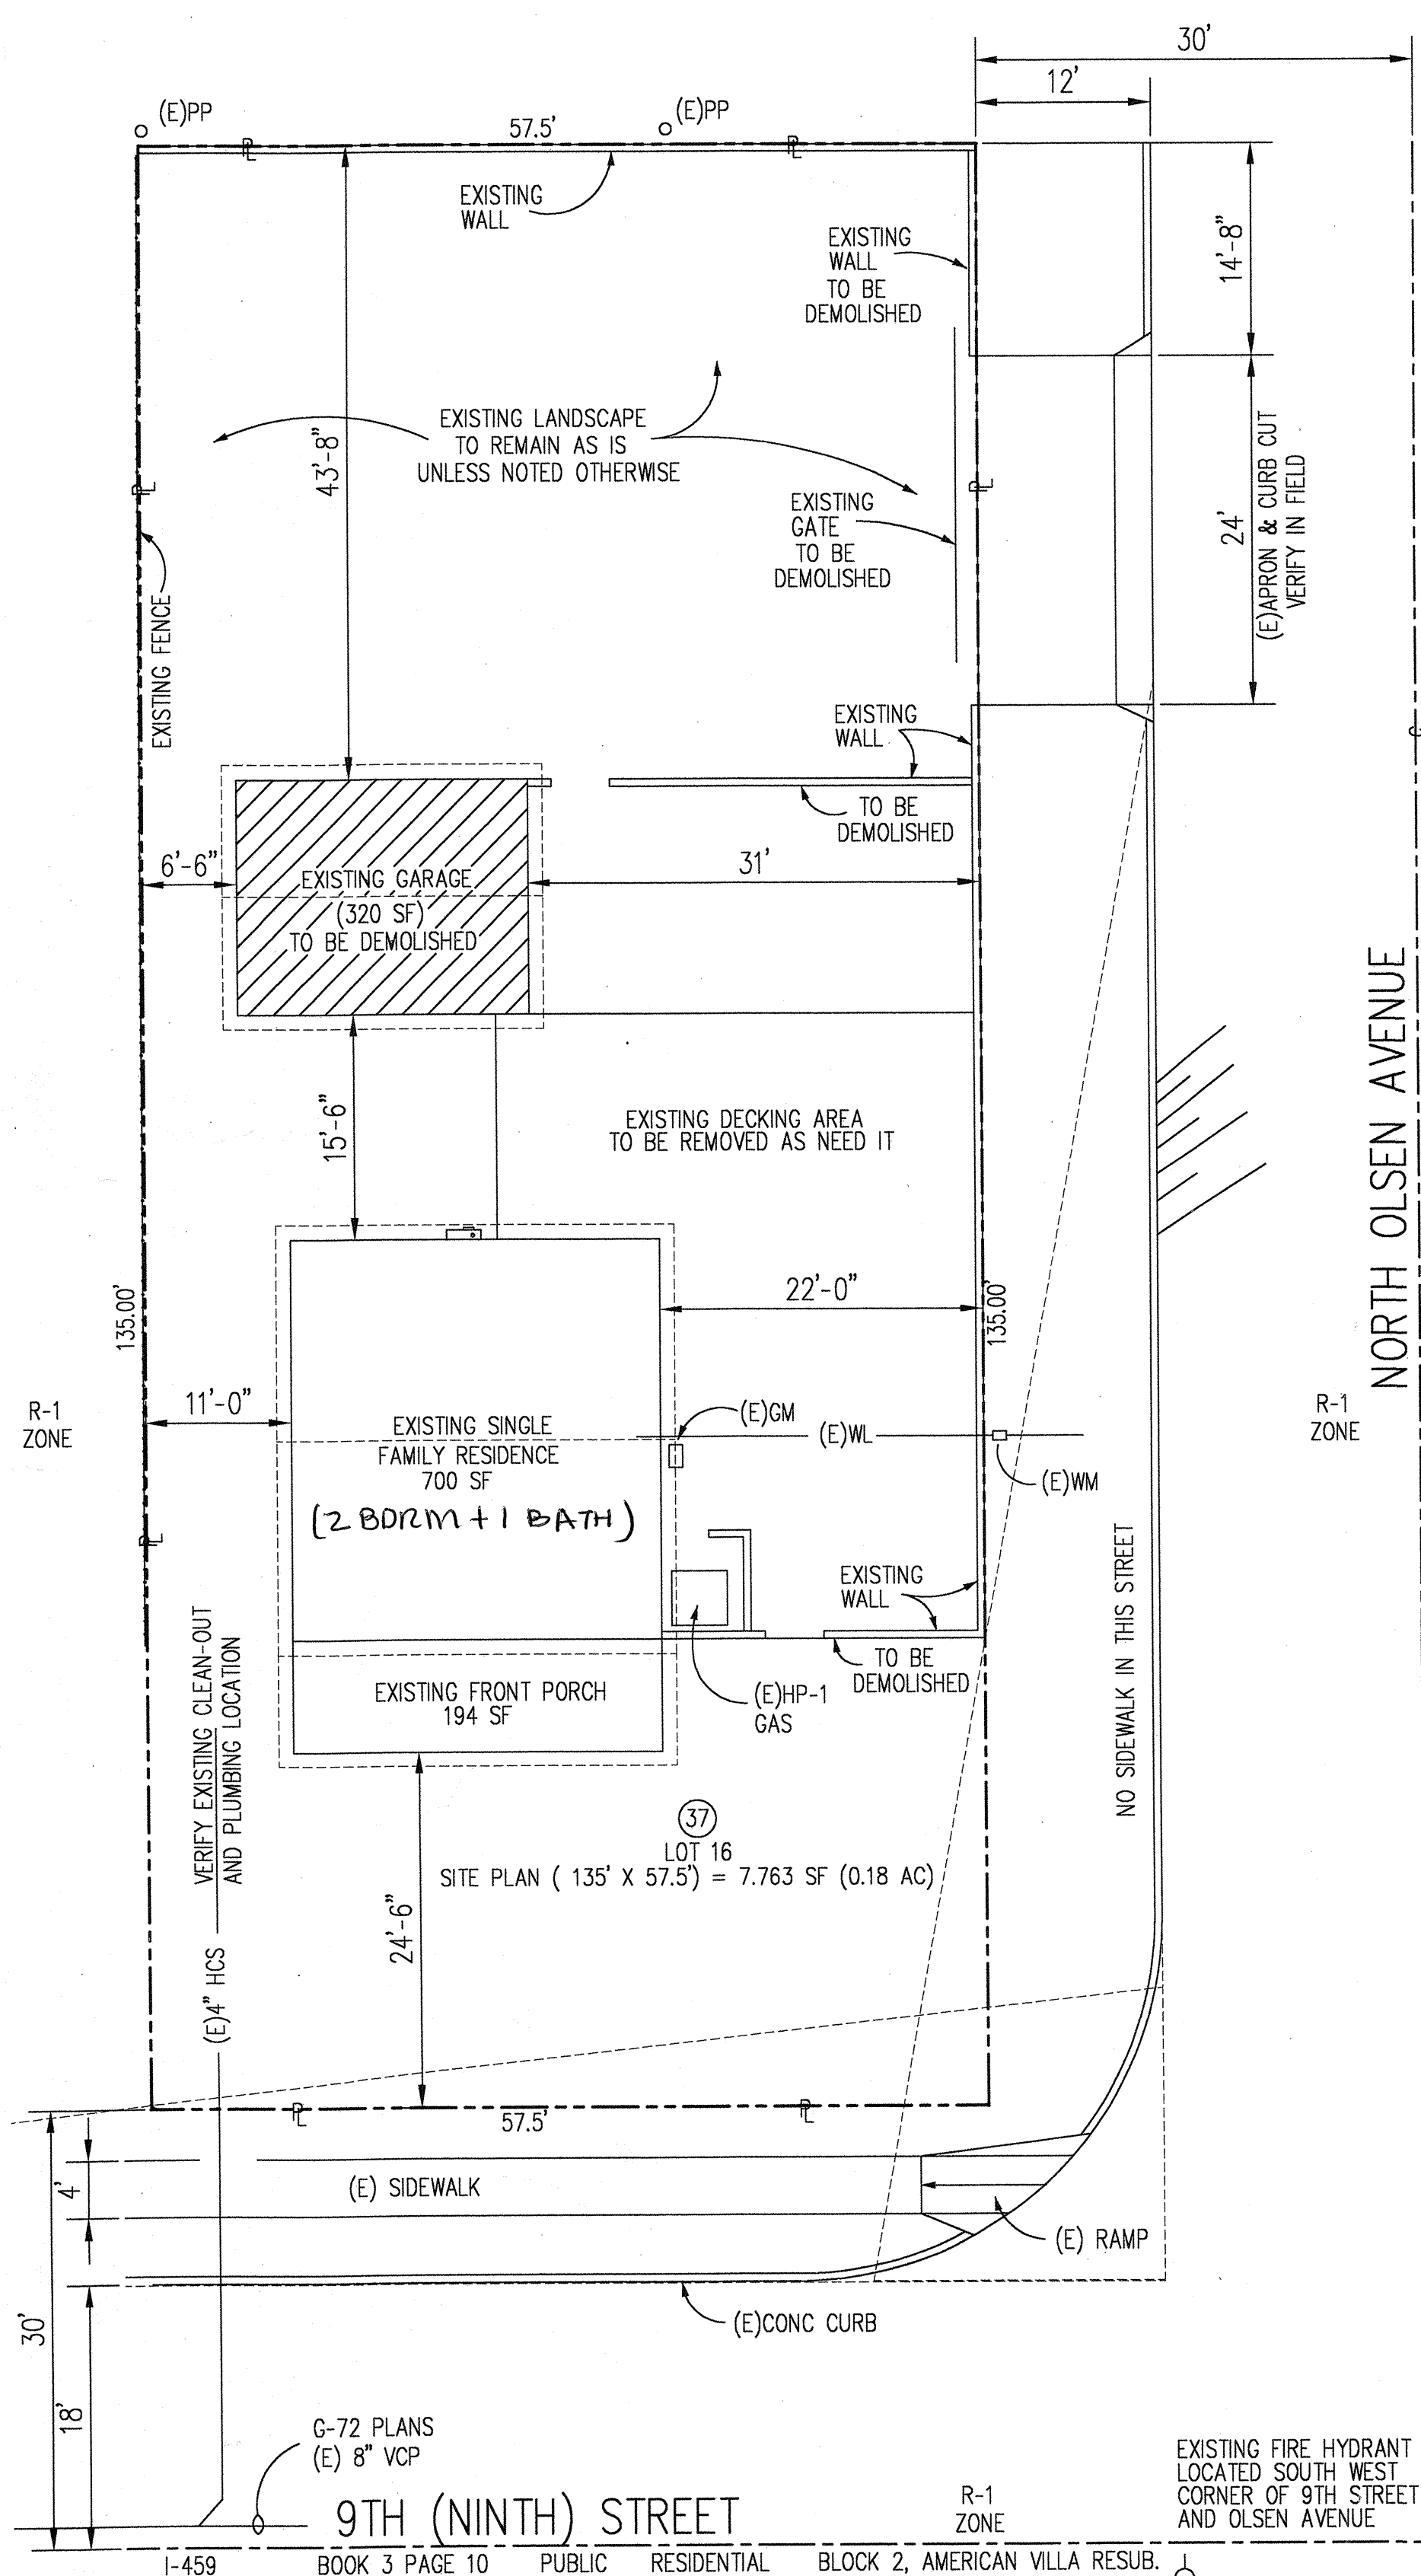 30'
12'
(E)PP
57.5'
(E)PP
EXISTING
WALL
EXISTING
WALL
TO BE
DEMOLISHED
14'-8"
EXISTING LANDSCAPE
TO REMAIN AS IS
UNLESS NOTED OTHERWISE
43'-8"
EXISTING
GATE
TO BE
DEMOLISHED
24'
(E)APRON & CURB CUT
VERIFY IN FIELD
EXISTING FENCE
EXISTING
WALL
TO BE
DEMOLISHED
6'-6"
31'
EXISTING GARAGE
(320 SF)
TO BE DEMOLISHED
NORTH OLSEN AVENUE
15'-6"
EXISTING DECKING AREA
TO BE REMOVED AS NEED IT
135.00'
22'-0"
135.00'
11'-0"
R-1
ZONE
R-1
ZONE
EXISTING SINGLE
FAMILY RESIDENCE
700 SF
(2 BDRM + 1 BATH)
(E)GM
(E)WL
(E)WM
EXISTING
WALL
TO BE
DEMOLISHED
NO SIDEWALK IN THIS STREET
VERIFY EXISTING CLEAN-OUT
AND PLUMBING LOCATION
EXISTING FRONT PORCH
194 SF
(E)HP-1
GAS
37
LOT 16
SITE PLAN ( 135' X 57.5') = 7.763 SF (0.18 AC)
24'-6"
(E)4" HCS
57.5'
4'
(E) SIDEWALK
(E) RAMP
(E)CONC CURB
30'
18'
G-72 PLANS
(E) 8" VCP
9TH (NINTH) STREET
R-1
ZONE
EXISTING FIRE HYDRANT
LOCATED SOUTH WEST
CORNER OF 9TH STREET
AND OLSEN AVENUE
I-459 BOOK 3 PAGE 10 PUBLIC RESIDENTIAL BLOCK 2, AMERICAN VILLA RESUB.